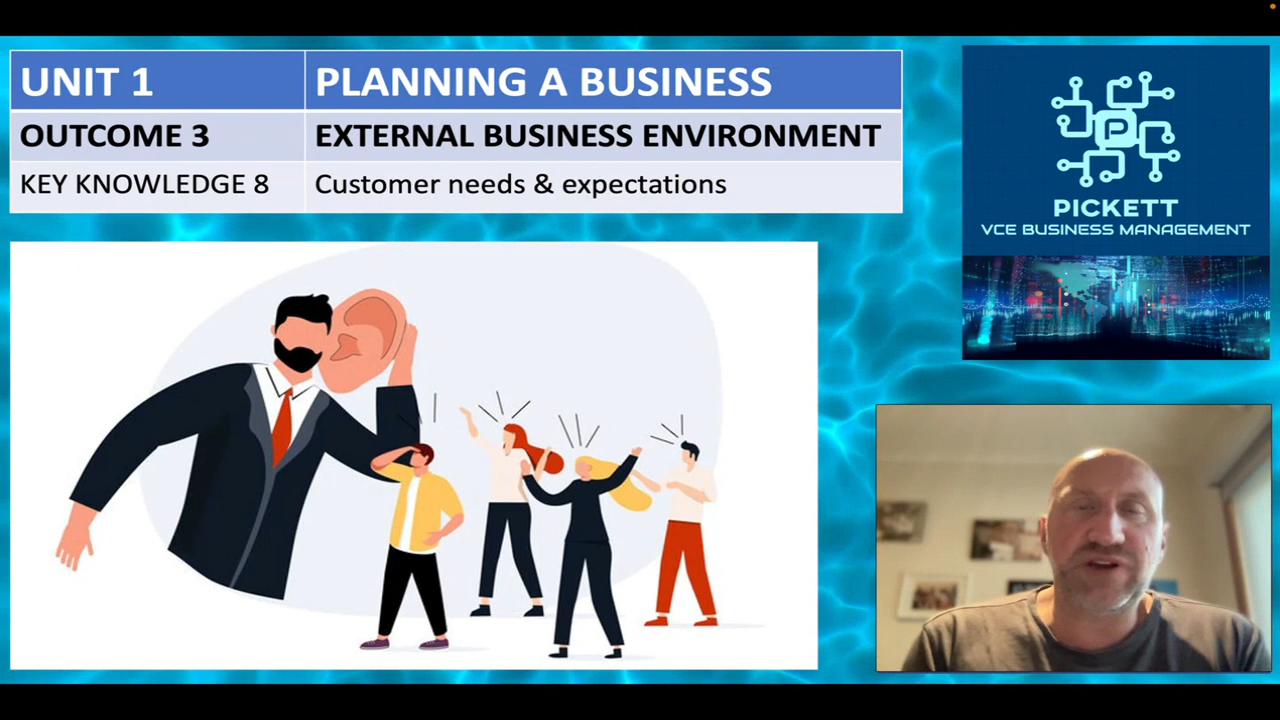 UNIT 1
PLANNING A BUSINESS
OUTCOME 3
EXTERNAL BUSINESS ENVIRONMENT
KEY KNOWLEDGE 8
Customer needs & expectations
P
PICKETT
VCE BUSINESS MANAGEMENT